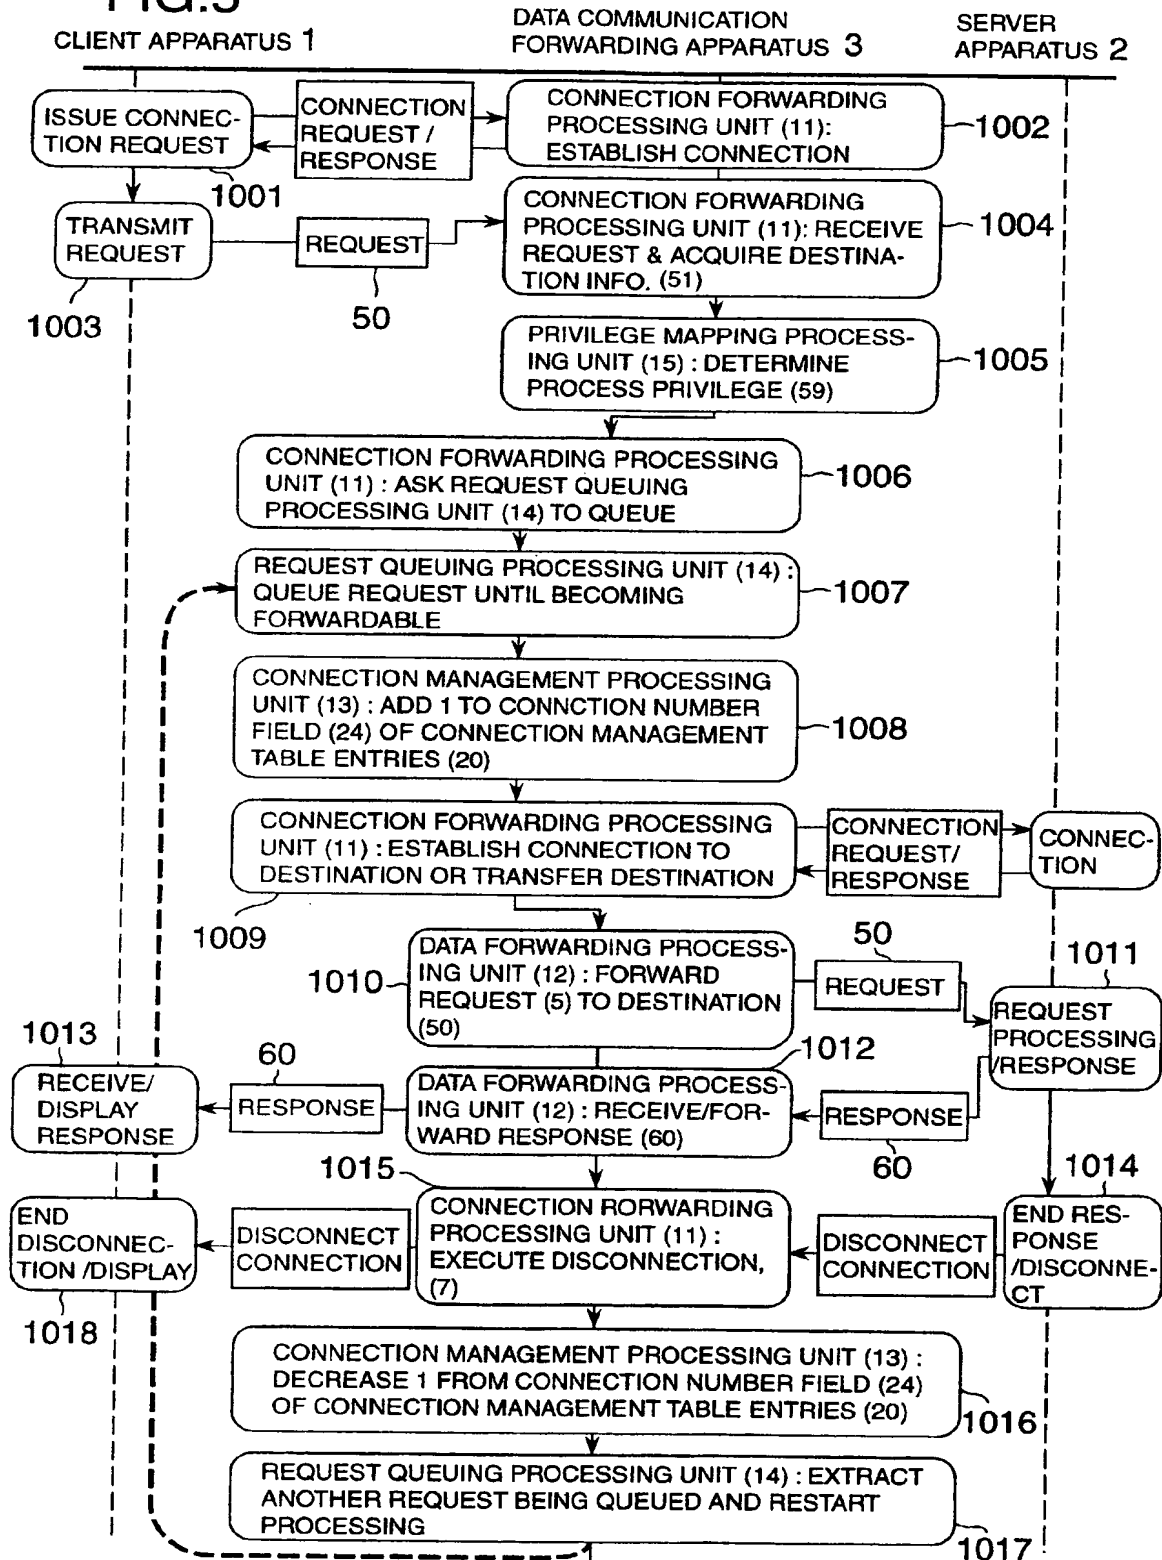 CLIENT APPARATUS 1
DATA COMMUNICATION
FORWARDING APPARATUS 3
SERVER
APPARATUS 2
ISSUE CONNEC-
TION REQUEST
1001
CONNECTION
REQUEST /
RESPONSE
CONNECTION FORWARDING
PROCESSING UNIT (11):
ESTABLISH CONNECTION
1002
TRANSMIT
REQUEST
1003
REQUEST
50
CONNECTION FORWARDING
PROCESSING UNIT (11): RECEIVE
REQUEST & ACQUIRE DESTINA-
TION INFO. (51)
1004
PRIVILEGE MAPPING PROCESS-
ING UNIT (15) : DETERMINE
PROCESS PRIVILEGE (59)
1005
CONNECTION FORWARDING PROCESSING
UNIT (11) : ASK REQUEST QUEUING
PROCESSING UNIT (14) TO QUEUE
1006
REQUEST QUEUING PROCESSING UNIT (14) :
QUEUE REQUEST UNTIL BECOMING
FORWARDABLE
1007
CONNECTION MANAGEMENT PROCESSING
UNIT (13) : ADD 1 TO CONNCTION NUMBER
FIELD (24) OF CONNECTION MANAGEMENT
TABLE ENTRIES (20)
1008
CONNECTION FORWARDING PROCESSING
UNIT (11) : ESTABLISH CONNECTION TO
DESTINATION OR TRANSFER DESTINATION
1009
CONNECTION
REQUEST/
RESPONSE
CONNEC-
TION
DATA FORWARDING PROCESS-
ING UNIT (12) : FORWARD
REQUEST (5) TO DESTINATION
(50)
1010
50
REQUEST
1011
REQUEST
PROCESSING
/RESPONSE
1012
DATA FORWARDING PROCESS-
ING UNIT (12) : RECEIVE/FOR-
WARD RESPONSE (60)
1013
RECEIVE/
DISPLAY
RESPONSE
60
RESPONSE
RESPONSE
60
1014
END RES-
PONSE
/DISCONNE-
CT
1015
CONNECTION RORWARDING
PROCESSING UNIT (11) :
EXECUTE DISCONNECTION,
(7)
DISCONNECT
CONNECTION
DISCONNECT
CONNECTION
END
DISCONNEC-
TION /DISPLAY
1018
CONNECTION MANAGEMENT PROCESSING UNIT (13) :
DECREASE 1 FROM CONNECTION NUMBER FIELD (24)
OF CONNECTION MANAGEMENT TABLE ENTRIES (20)
1016
REQUEST QUEUING PROCESSING UNIT (14) : EXTRACT
ANOTHER REQUEST BEING QUEUED AND RESTART
PROCESSING
1017